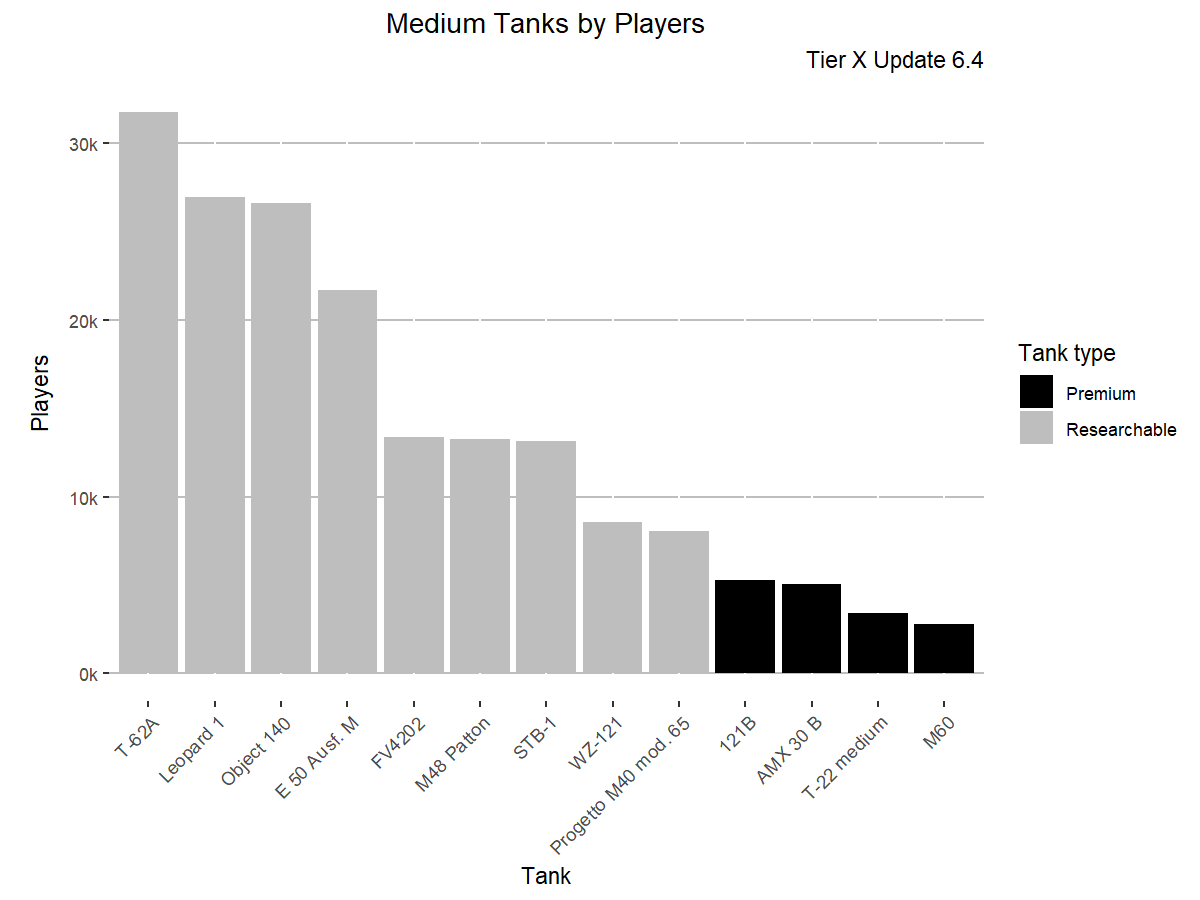 Medium Tanks by Players
Tier X Update 6.4
30k
20k
10k
0k
Players
T-62A
Leopard 1
Object 140
E 50 Ausf. M
FV4202
M48 Patton
STB-1
WZ-121
Progetto M40 mod. 65
121B
AMX 30 B
T-22 medium
M60
Tank
Tank type
Premium
Researchable